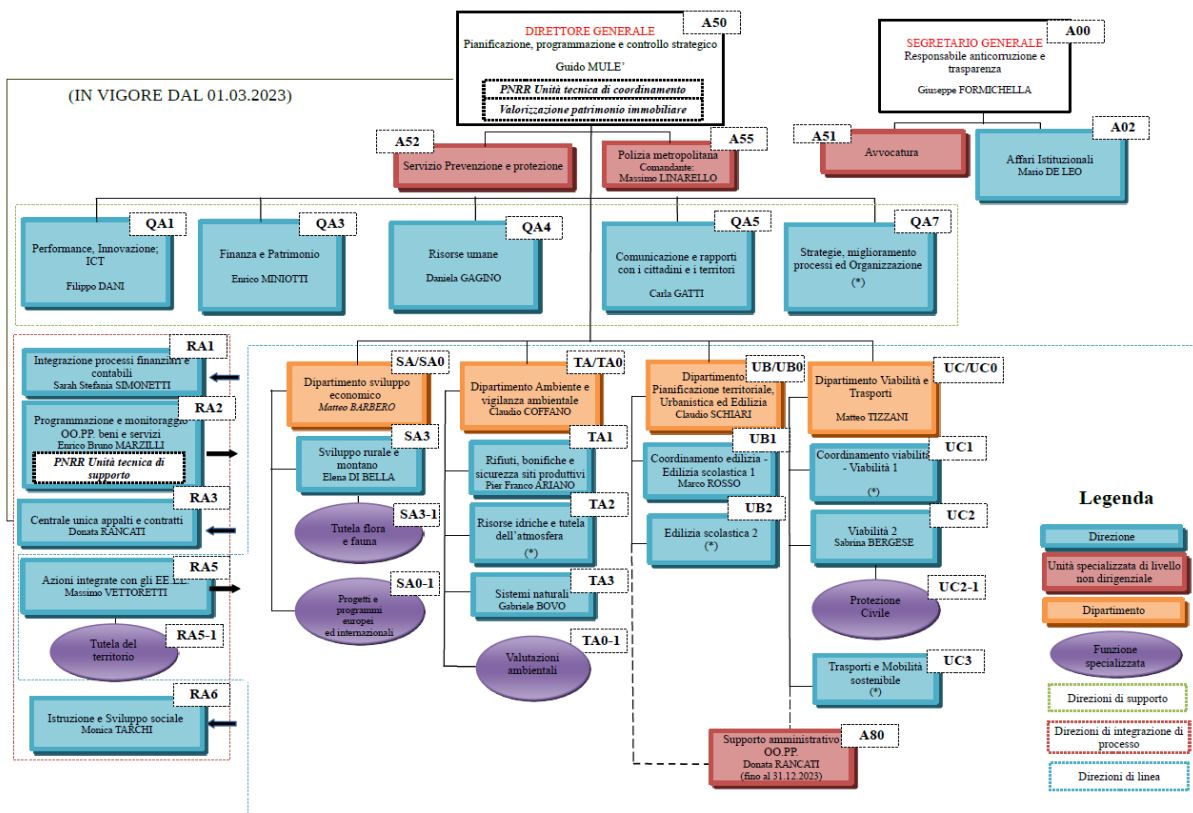 A50
DIRETTORE GENERALE
Pianificazione, programmazione e controllo strategico
Guido MULE'
PNRR Unità tecnica di coordinamento
Valorizzazione patrimonio immobiliare
A00
SEGRETARIO GENERALE
Responsabile anticorruzione e
trasparenza
Giuseppe FORMICHELLA
(IN VIGORE DAL 01.03.2023)
A52
Servizio Prevenzione e protezione
A55
Polizia metropolitana
Comandante:
Massimo LINARELLO
A51
Avvocatura
A02
Affari Istituzionali
Mario DE LEO
QA1
Performance, Innovazione;
ICT
Filippo DANI
QA3
Finanza e Patrimonio
Enrico MINIOTTI
QA4
Risorse umane
Daniela GAGINO
QA5
Comunicazione e rapporti
con i cittadini e i territori
Carla GATTI
QA7
Strategie, miglioramento
processi ed Organizzazione
(*)
RA1
Integrazione processi finanziari e
contabili
Sarah Stefania SIMONETTI
RA2
Programmazione e monitoraggio
OO.PP. beni e servizi
Enrico Bruno MARZILLI
PNRR Unità tecnica di
supporto
RA3
Centrale unica appalti e contratti
Donata RANCATI
RA5
Azioni integrate con gli EE.LL.
Massimo VETTORETTI
RA5-1
Tutela del
territorio
RA6
Istruzione e Sviluppo sociale
Monica TARCHI
SA/SA0
Dipartimento sviluppo
economico
Matteo BARBERO
SA3
Sviluppo rurale e
montano
Elena DI BELLA
SA3-1
Tutela flora
e fauna
SA0-1
Progetti e
programmi
europei
ed internazionali
TA/TA0
Dipartimento Ambiente e
vigilanza ambientale
Claudio COFFANO
TA1
Rifiuti, bonifiche e
sicurezza siti produttivi
Pier Franco ARIANO
TA2
Risorse idriche e tutela
dell'atmosfera
(*)
TA3
Sistemi naturali
Gabriele BOVO
TA0-1
Valutazioni
ambientali
UB/UB0
Dipartimento
Pianificazione territoriale,
Urbanistica ed Edilizia
Claudio SCHIARI
UB1
Coordinamento edilizia -
Edilizia scolastica 1
Marco ROSSO
UB2
Edilizia scolastica 2
(*)
UC/UC0
Dipartimento Viabilità e
Trasporti
Matteo TIZZANI
UC1
Coordinamento viabilità
- Viabilità 1
(*)
UC2
Viabilità 2
Sabrina BERGESE
UC2-1
Protezione
Civile
UC3
Trasporti e Mobilità
sostenibile
(*)
A80
Supporto amministrativo
OO.PP.
Donata RANCATI
(fino al 31.12.2023)
Legenda
Direzione
Unità specializzata di livello
non dirigenziale
Dipartimento
Funzione
specializzata
Direzioni di supporto
Direzioni di integrazione di
processo
Direzioni di linea